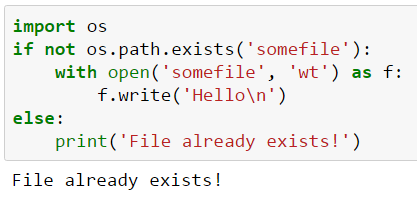 import os
if not os.path.exists('somefile'):
    with open('somefile', 'wt') as f:
        f.write('Hello\n')
else:
    print('File already exists!')
File already exists!